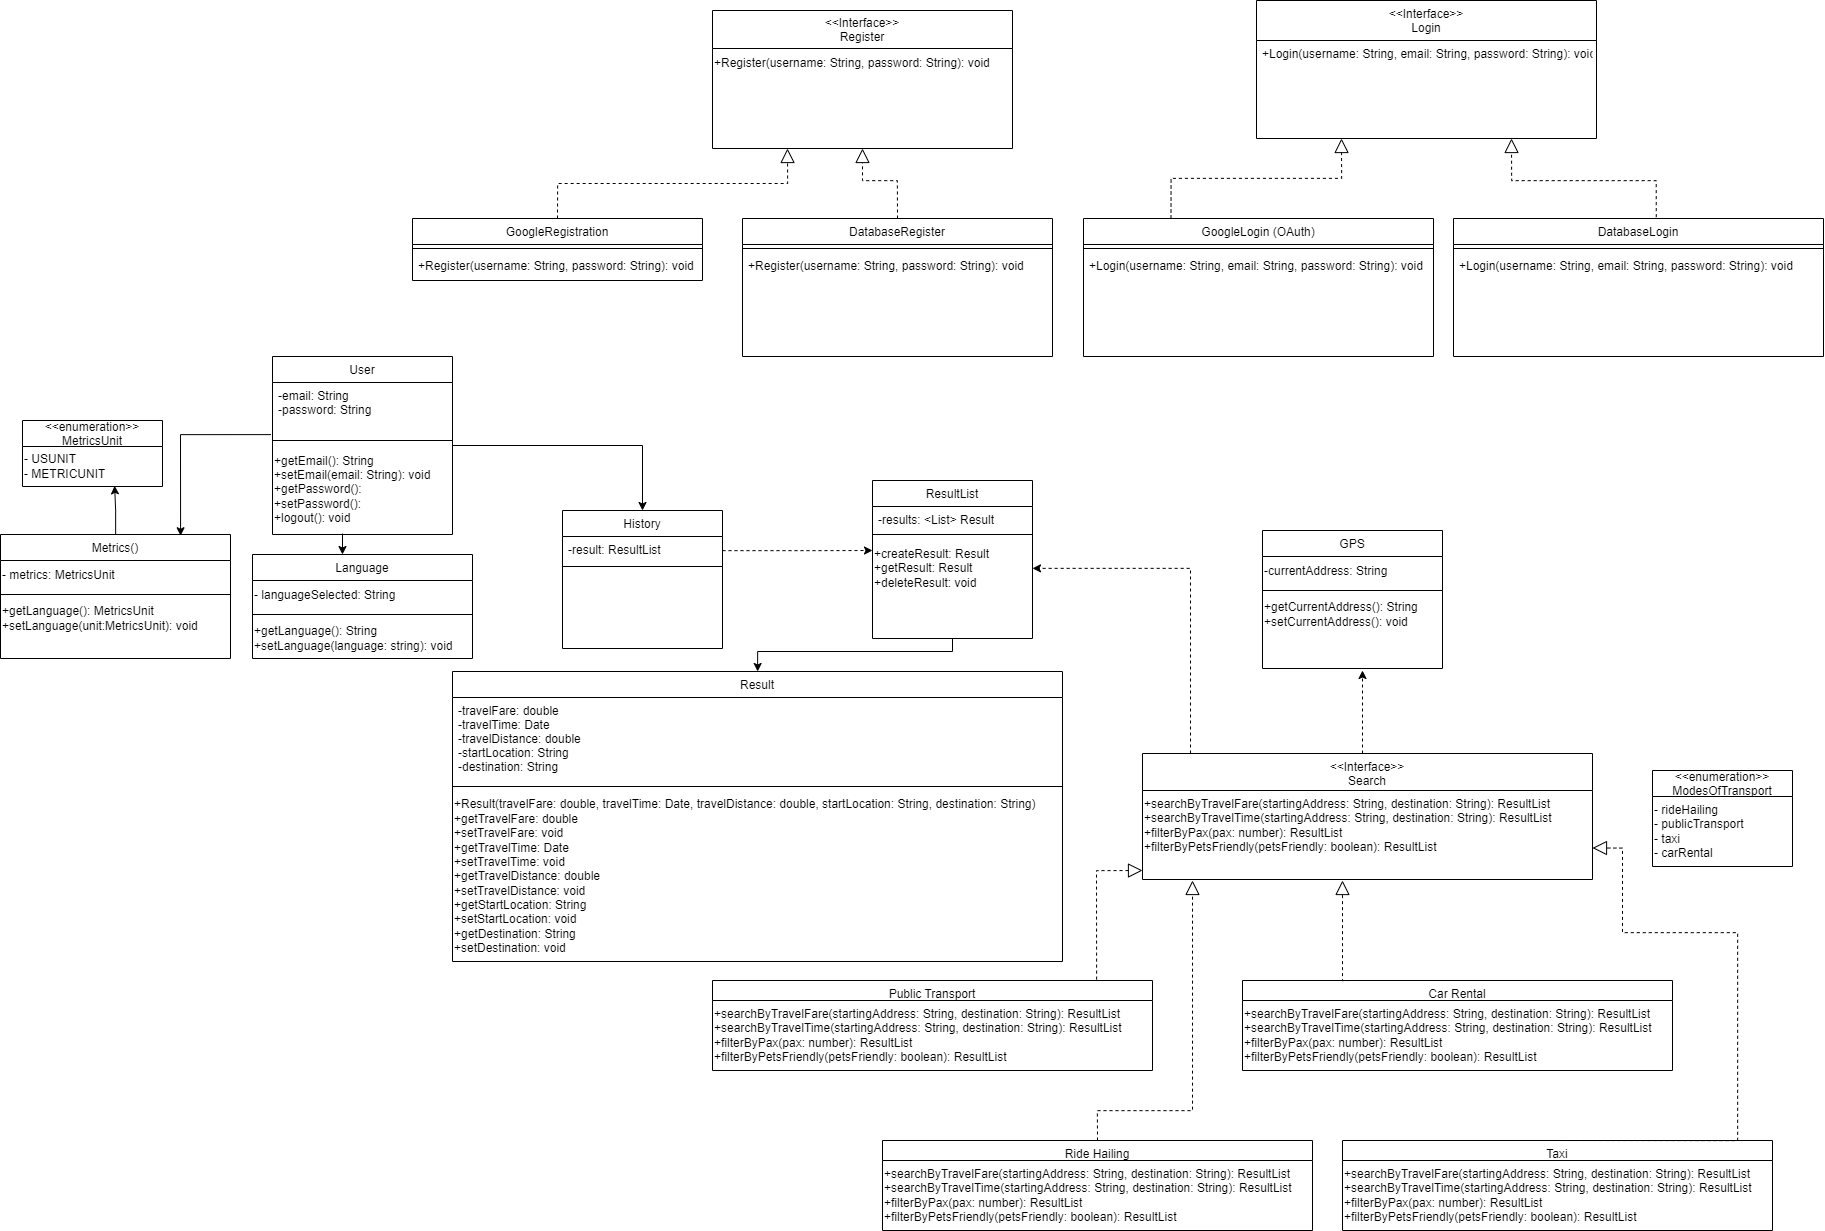 <<Interface>>
Register
+Register(username: String, password: String): void
<<Interface>>
Login
+Login(username: String, email: String, password: String): voic
GoogleRegistration
+Register(username: String, password: String): void
DatabaseRegister
+Register(username: String, password: String): void
GoogleLogin (OAuth)
+Login(username: String, email: String, password: String): void
DatabaseLogin
+Login(username: String, email: String, password: String): void
User
-email: String
-password: String
+getEmail(): String
+setEmail(email: String): void
+getPassword():
+setPassword():
+logout(): void
<<enumeration>>
MetricsUnit
- USUNIT
- METRICUNIT
Metrics()
- metrics: MetricsUnit
+getLanguage(): MetricsUnit
+setLanguage(unit:MetricsUnit): void
Language
- languageSelected: String
+getLanguage(): String
+setLanguage(language: string): void
History
-result: ResultList
ResultList
-results: <List> Result
+createResult: Result
+getResult: Result
+deleteResult: void
GPS
-currentAddress: String
+getCurrentAddress(): String
+setCurrentAddress(): void
Result
-travelFare: double
-travelTime: Date
-travelDistance: double
-startLocation: String
-destination: String
+Result(travelFare: double, travelTime: Date, travelDistance: double, startLocation: String, destination: String)
+getTravelFare: double
+setTravelFare: void
+getTravelTime: Date
+setTravelTime: void
+getTravelDistance: double
+setTravelDistance: void
+getStartLocation: String
+setStartLocation: void
+getDestination: String
+setDestination: void
<<Interface>>
Search
+searchByTravelFare(startingAddress: String, destination: String): ResultList
+searchByTravelTime(startingAddress: String, destination: String): ResultList
+filterByPax(pax: number): ResultList
+filterByPetsFriendly(petsFriendly: boolean): ResultList
<<enumeration>>
ModesOfTransport
- rideHailing
- publicTransport
- taxi
- carRental
Public Transport
+searchByTravelFare(startingAddress: String, destination: String): ResultList
+searchByTravelTime(startingAddress: String, destination: String): ResultList
+filterByPax(pax: number): ResultList
+filterByPetsFriendly(petsFriendly: boolean): ResultList
Car Rental
+searchByTravelFare(startingAddress: String, destination: String): ResultList
+searchByTravelTime(startingAddress: String, destination: String): ResultList
+filterByPax(pax: number): ResultList
+filterByPetsFriendly(petsFriendly: boolean): ResultList
Ride Hailing
+searchByTravelFare(startingAddress: String, destination: String): ResultList
+searchByTravelTime(startingAddress: String, destination: String): ResultList
+filterByPax(pax: number): ResultList
+filterByPetsFriendly(petsFriendly: boolean): ResultList
Taxi
+searchByTravelFare(startingAddress: String, destination: String): ResultList
+searchByTravelTime(startingAddress: String, destination: String): ResultList
+filterByPax(pax: number): ResultList
+filterByPetsFriendly(petsFriendly: boolean): ResultList